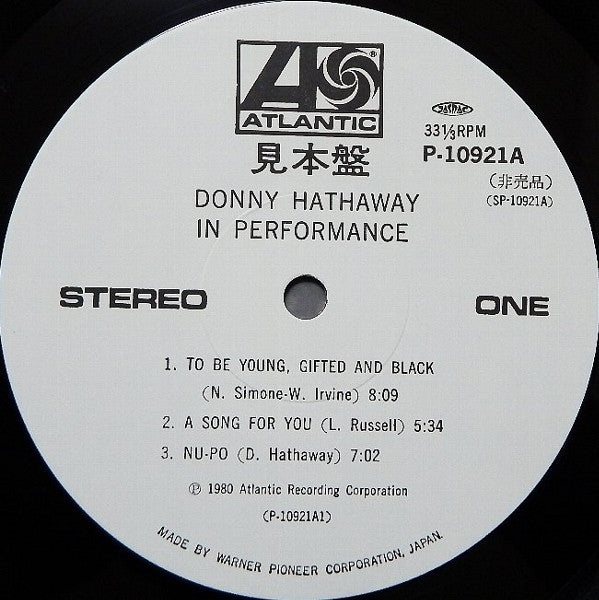 ATLANTIC
®
見本盤
JASRAC
33⅓RPM
P-10921A
(非売品)
(SP-10921A)
DONNY HATHAWAY
IN PERFORMANCE
STEREO
ONE
1. TO BE YOUNG, GIFTED AND BLACK
(N. Simone-W. Irvine) 8:09
2. A SONG FOR YOU (L. Russell) 5:34
3. NU-PO (D. Hathaway) 7:02
℗ 1980 Atlantic Recording Corporation
(P-10921A1)
MADE BY WARNER PIONEER CORPORATION, JAPAN.